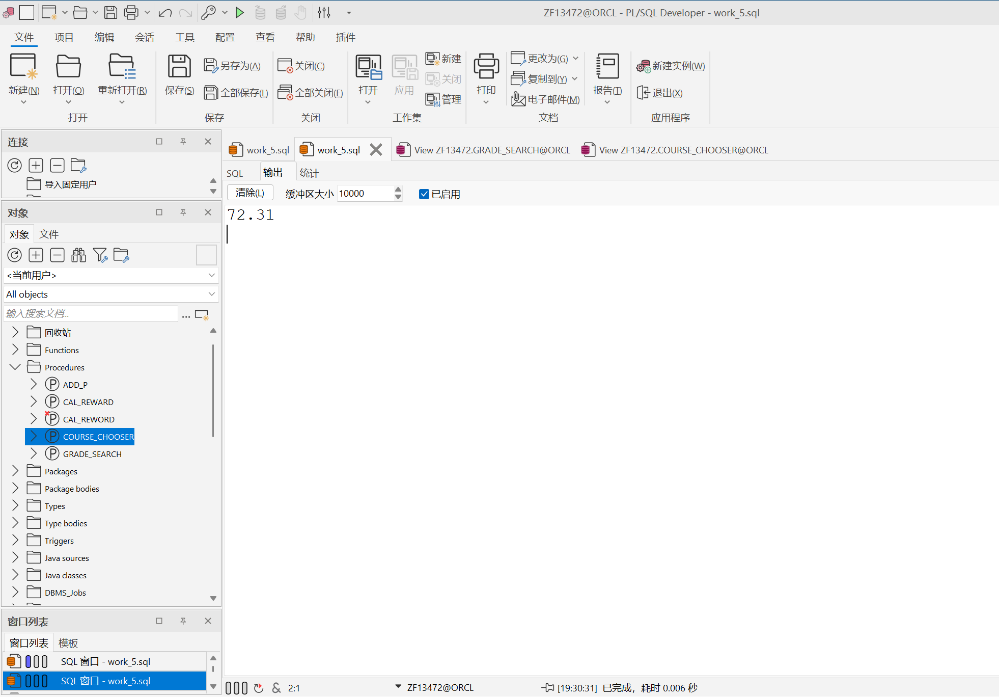 ZF13472@ORCL - PL/SQL Developer - work_5.sql
文件 项目 编辑 会话 工具 配置 查看 帮助 插件
新建(N) 打开(O) 重新打开(R) 保存(S) 另存为(A) 关闭(C) 打开 应用 新建 打印 更改为(G) 报告(T) 新建实例(W)
关闭 复制到(Y)
全部保存(L) 全部关闭(E) 管理 电子邮件(M) 退出(X)
打开 保存 关闭 工作集 文档 应用程序
连接
导入固定用户
对象
对象 文件
<当前用户>
All objects
输入搜索文档...
...
回收站
Functions
Procedures
ADD_P
CAL_REWARD
CAL_REWORD
COURSE_CHOOSER
GRADE_SEARCH
Packages
Package bodies
Types
Type bodies
Triggers
Java sources
Java classes
DBMS_Jobs
窗口列表
窗口列表 模板
SQL 窗口 - work_5.sql
SQL 窗口 - work_5.sql
work_5.sql work_5.sql View ZF13472.GRADE_SEARCH@ORCL View ZF13472.COURSE_CHOOSER@ORCL
SQL 输出 统计
清除(L) 缓冲区大小 10000 已启用
72.31
& 2:1 ZF13472@ORCL [19:30:31] 已完成，耗时 0.006 秒